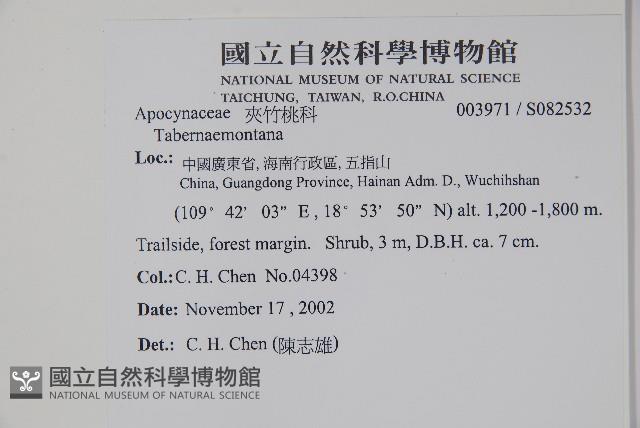 國立自然科學博物館
NATIONAL MUSEUM OF NATURAL SCIENCE
TAICHUNG, TAIWAN, R.O.CHINA
Apocynaceae 夾竹桃科 003971 / S082532
Tabernaemontana
Loc.: 中國廣東省, 海南行政區, 五指山
China, Guangdong Province, Hainan Adm. D., Wuchihshan
(109° 42' 03" E , 18° 53' 50" N) alt. 1,200 -1,800 m.
Trailside, forest margin. Shrub, 3 m, D.B.H. ca. 7 cm.
Col.: C. H. Chen No.04398
Date: November 17 , 2002
Det.: C. H. Chen (陳志雄)
國立自然科學博物館
NATIONAL MUSEUM OF NATURAL SCIENCE